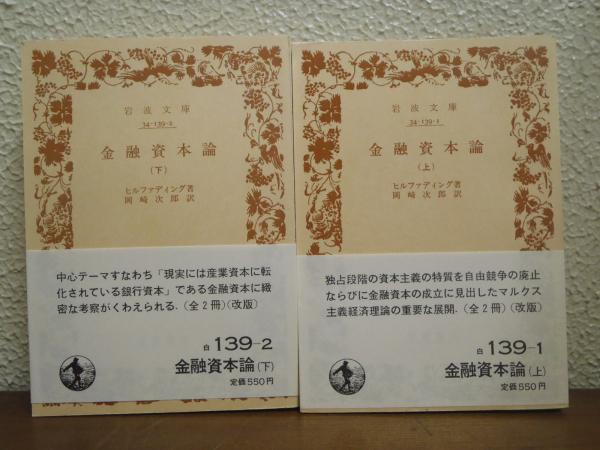 岩波文庫
34-139-2
金融資本論
(下)
ヒルファディング著
岡崎次郎訳
中心テーマすなわち「現実には産業資本に転
化されている銀行資本」である金融資本に緻
密な考察がくわえられる.(全2冊)(改版)
白 139-2
金融資本論(下)
定価550円
岩波文庫
34-139-1
金融資本論
(上)
ヒルファディング著
岡崎次郎訳
独占段階の資本主義の特質を自由競争の廃止
ならびに金融資本の成立に見出したマルクス
主義経済理論の重要な展開.(全2冊)(改版)
白 139-1
金融資本論(上)
定価550円